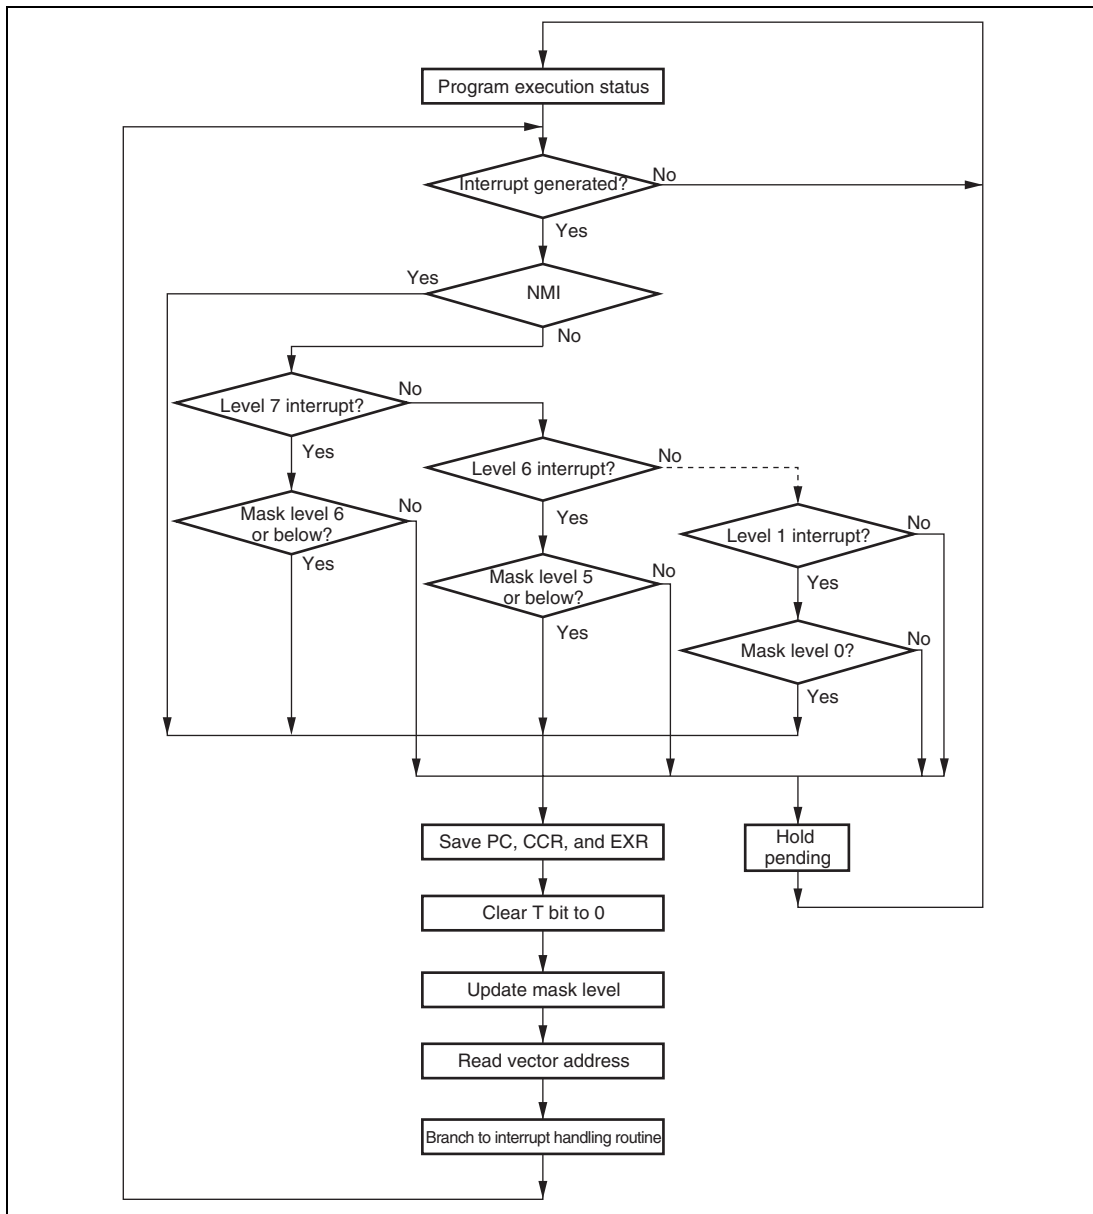 Program execution status
Interrupt generated?
No
Yes
Yes
NMI
No
Level 7 interrupt?
No
Yes
Level 6 interrupt?
No
Mask level 6
or below?
No
Yes
Yes
Level 1 interrupt?
No
Mask level 5
or below?
No
Yes
Yes
Mask level 0?
No
Yes
Save PC, CCR, and EXR
Hold
pending
Clear T bit to 0
Update mask level
Read vector address
Branch to interrupt handling routine